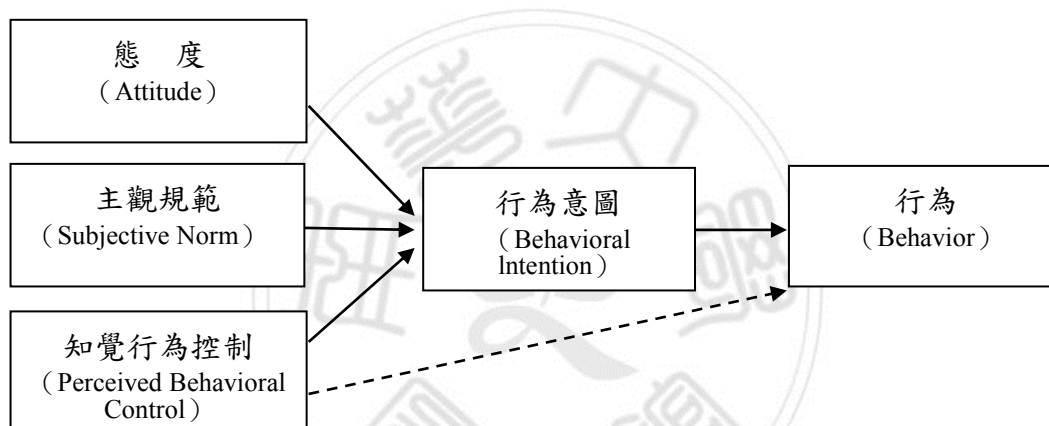 態　度
（Attitude）
主觀規範
（Subjective Norm）
知覺行為控制
（Perceived Behavioral
Control）
行為意圖
（Behavioral
lntention）
行為
（Behavior）